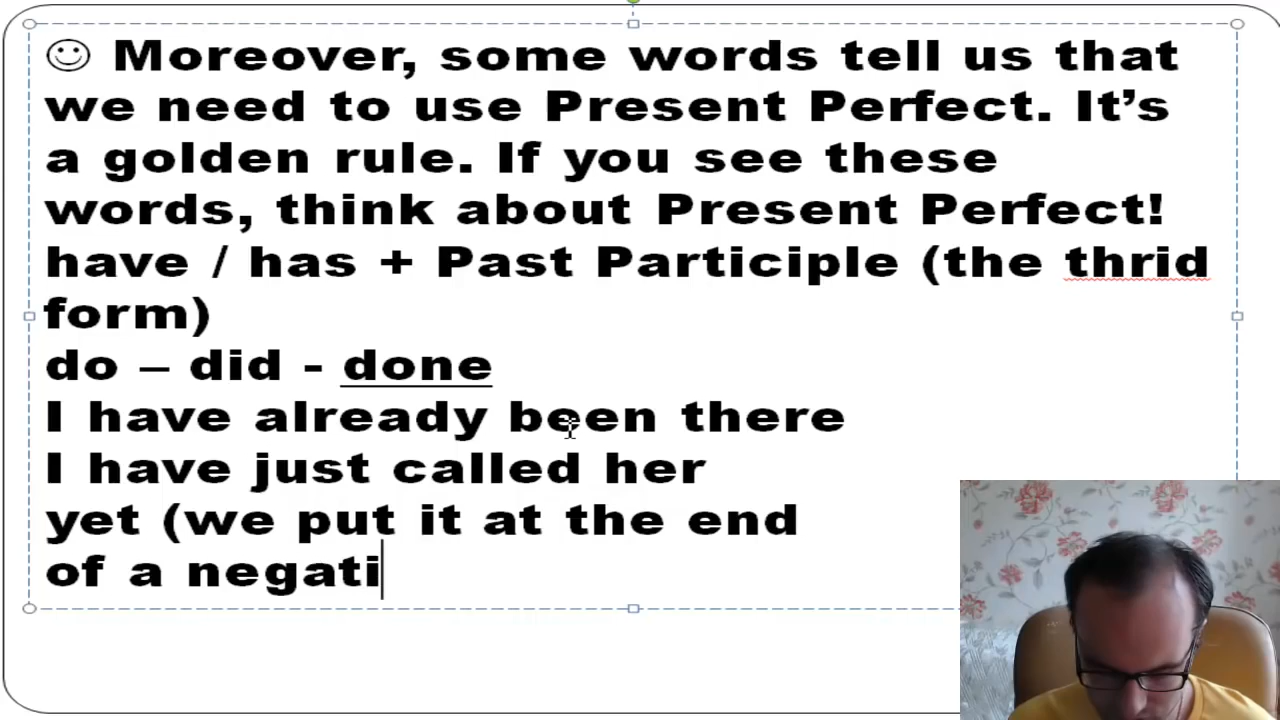 ☺ Moreover, some words tell us that
we need to use Present Perfect. It’s
a golden rule. If you see these
words, think about Present Perfect!
have / has + Past Participle (the thrid
form)
do – did - done
I have already been there
I have just called her
yet (we put it at the end
of a negati